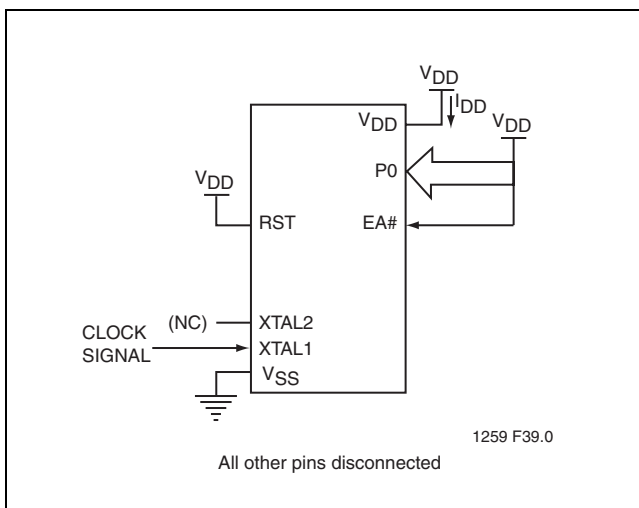 VDD
IDD
VDD
VDD
P0
VDD
RST
EA#
(NC)
XTAL2
CLOCK
SIGNAL
XTAL1
VSS
1259 F39.0
All other pins disconnected